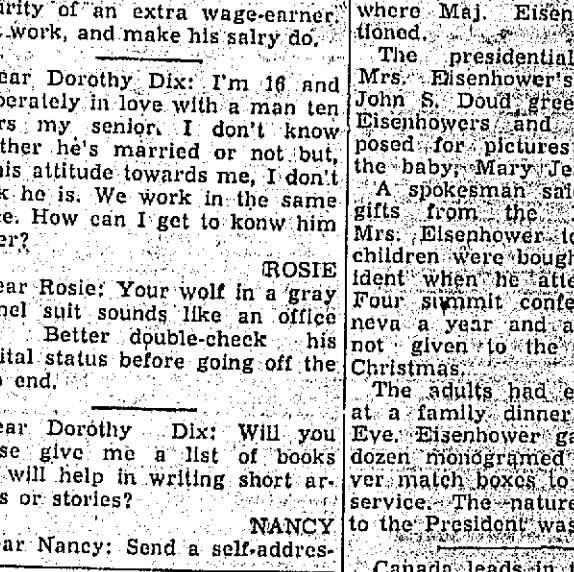 rity of an extra wage-earner.
work, and make his salry do.
ear Dorothy Dix: I'm 16 and
perately in love with a man ten
rs my senior. I don't know
ther he's married or not but,
his attitude towards me, I don't
k he is. We work in the same
ce. How can I get to konw him
er?
ROSIE
ear Rosie: Your wolf in a gray
nel suit sounds like an office
Better double-check his
ital status before going off the
end.
ear Dorothy Dix: Will you
se give me a list of books
will help in writing short ar-
s or stories?
NANCY
ear Nancy: Send a self-addres-
where Maj. Eisen
tioned.
The presidential
Mrs. Eisenhower's
John S. Doud gree
Eisenhowers and
posed for pictures
the baby, Mary Je
A spokesman sai
gifts from the
Mrs. Eisenhower to
children were bough
ident when he atte
Four summit confe
neva a year and a
not given to the
Christmas.
The adults had e
at a family dinner
Eve. Eisenhower ga
dozen monogramed
ver match boxes to
service. The nature
to the President was
Canada leads in t